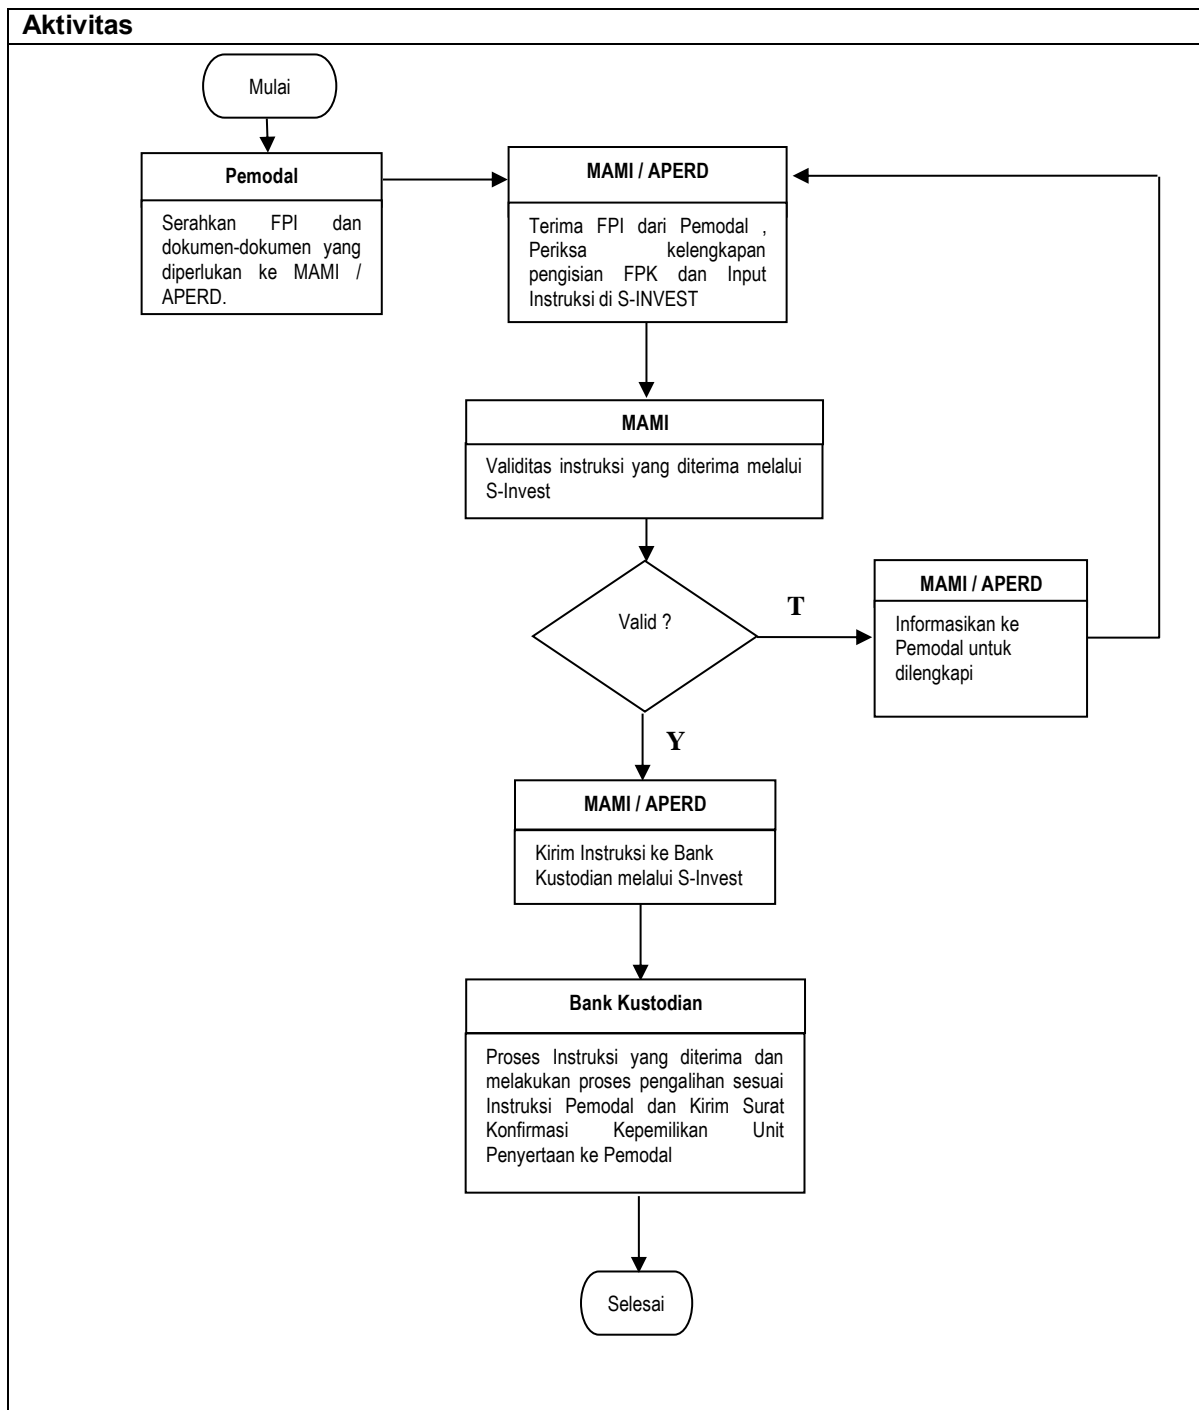 Aktivitas
Mulai
Pemodal
Serahkan FPI dan
dokumen-dokumen yang
diperlukan ke MAMI /
APERD.
MAMI / APERD
Terima FPI dari Pemodal ,
Periksa kelengkapan
pengisian FPK dan Input
Instruksi di S-INVEST
MAMI
Validitas instruksi yang diterima melalui
S-Invest
Valid ?
T
MAMI / APERD
Informasikan ke
Pemodal untuk
dilengkapi
Y
MAMI / APERD
Kirim Instruksi ke Bank
Kustodian melalui S-Invest
Bank Kustodian
Proses Instruksi yang diterima dan
melakukan proses pengalihan sesuai
Instruksi Pemodal dan Kirim Surat
Konfirmasi Kepemilikan Unit
Penyertaan ke Pemodal
Selesai